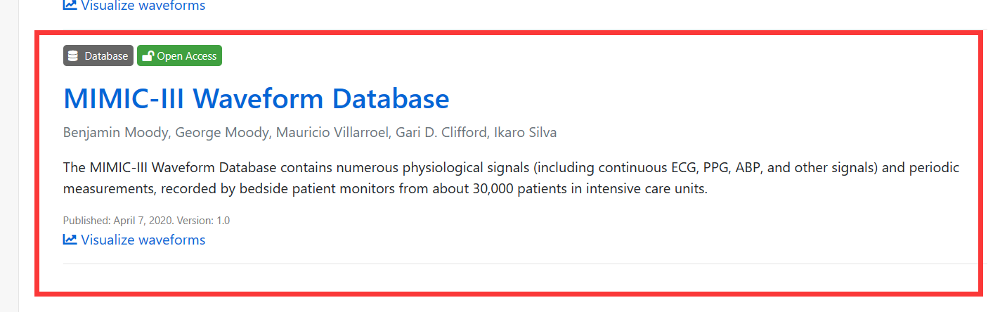 Visualize waveforms
Database Open Access
MIMIC-III Waveform Database
Benjamin Moody, George Moody, Mauricio Villarroel, Gari D. Clifford, Ikaro Silva
The MIMIC-III Waveform Database contains numerous physiological signals (including continuous ECG, PPG, ABP, and other signals) and periodic
measurements, recorded by bedside patient monitors from about 30,000 patients in intensive care units.
Published: April 7, 2020. Version: 1.0
Visualize waveforms